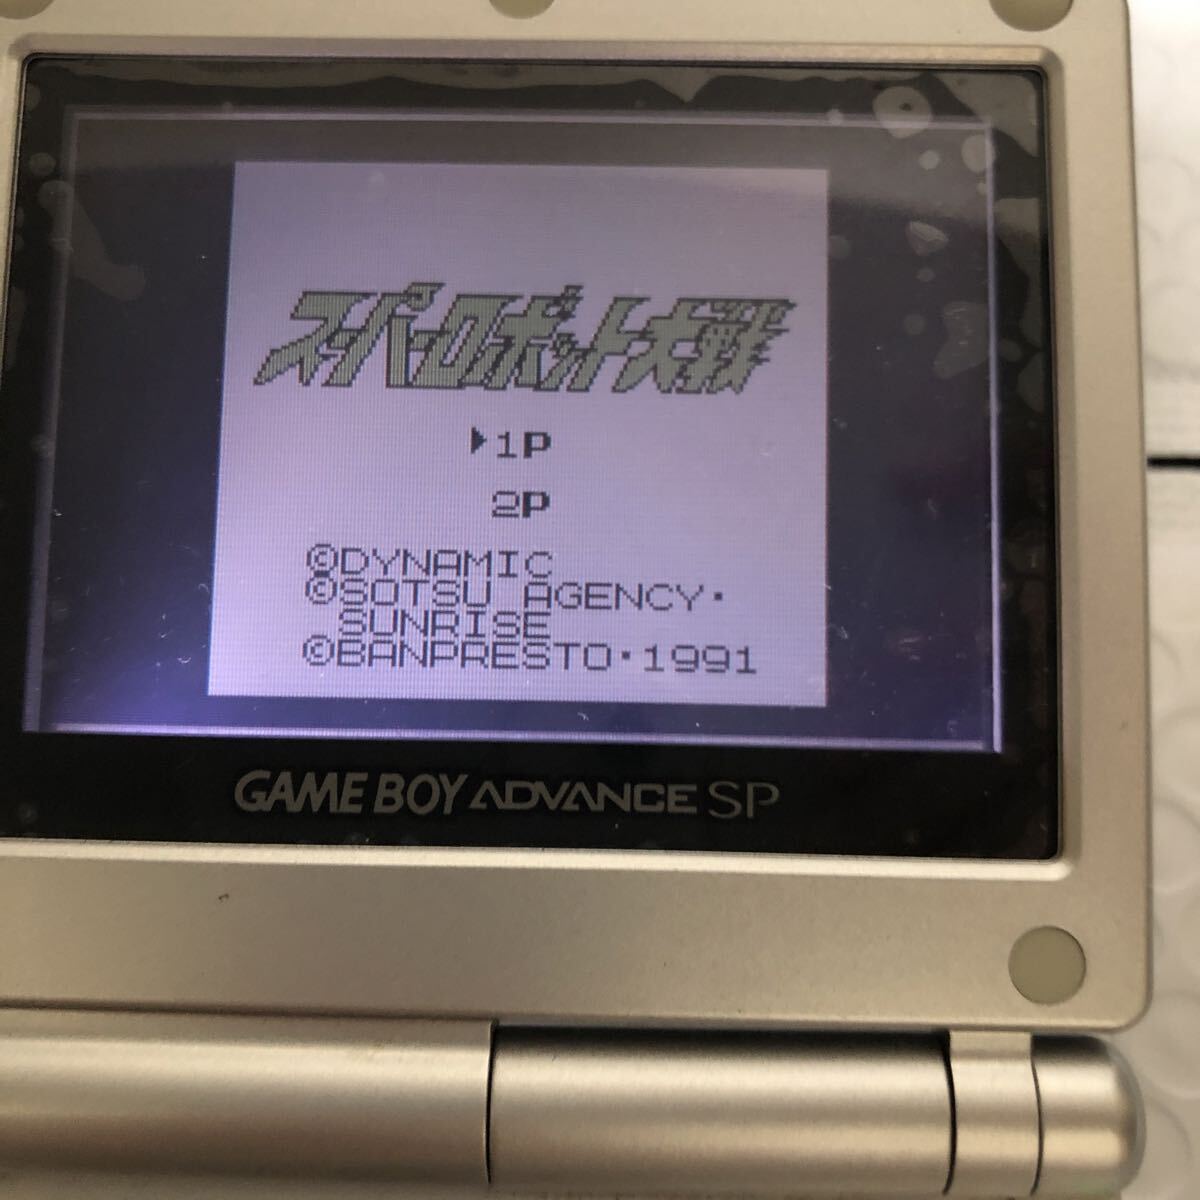 スーパーロボット大戦
▶1P
2P
©DYNAMIC
©SOTSU AGENCY・
SUNRISE
©BANPRESTO・1991
GAME BOY ADVANCE SP